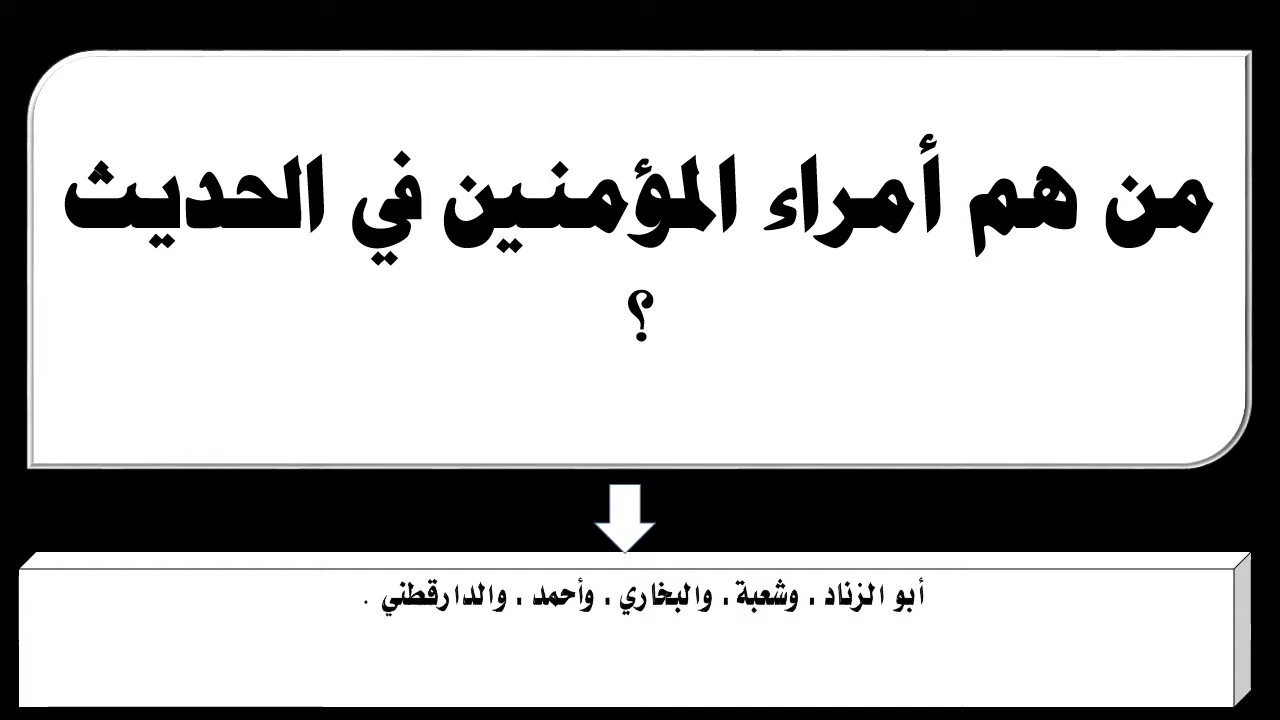 من هم أمراء المؤمنين في الحديث
؟
أبو الزناد ، وشعبة ، والبخاري ، وأحمد ، والدارقطني .